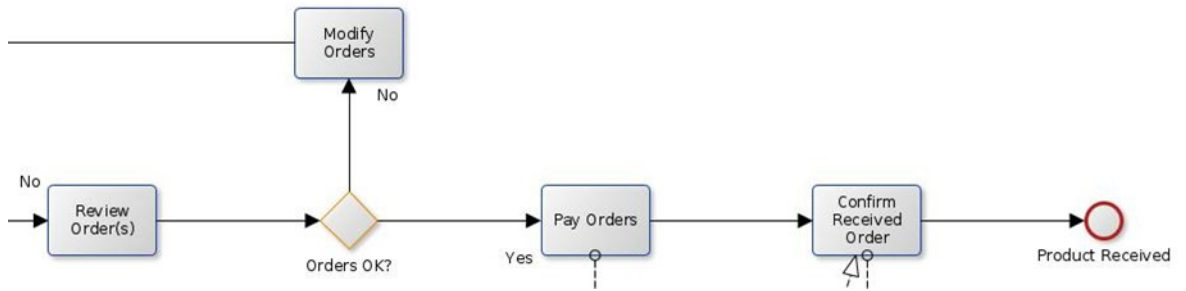 Modify
Orders
No
No
Review
Order(s)
Orders OK?
Yes
Pay Orders
Confirm
Received
Order
Product Received